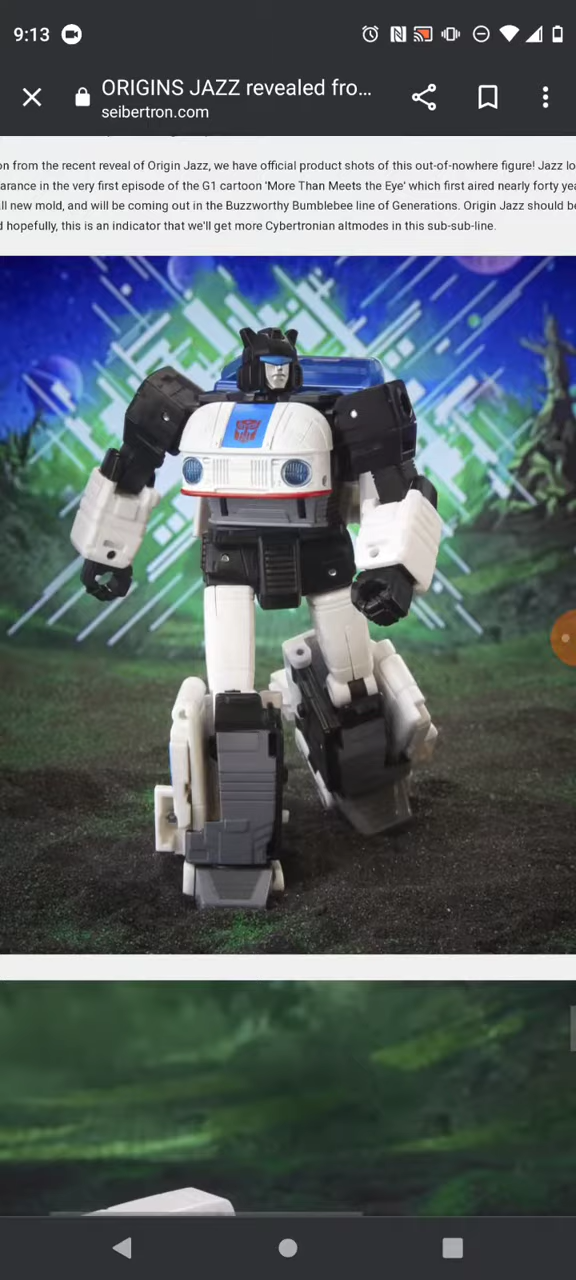 9:13
ORIGINS JAZZ revealed fro...
seibertron.com
on from the recent reveal of Origin Jazz, we have official product shots of this out-of-nowhere figure! Jazz lo
arance in the very first episode of the G1 cartoon 'More Than Meets the Eye' which first aired nearly forty yea
ll new mold, and will be coming out in the Buzzworthy Bumblebee line of Generations. Origin Jazz should be
d hopefully, this is an indicator that we'll get more Cybertronian altmodes in this sub-sub-line.